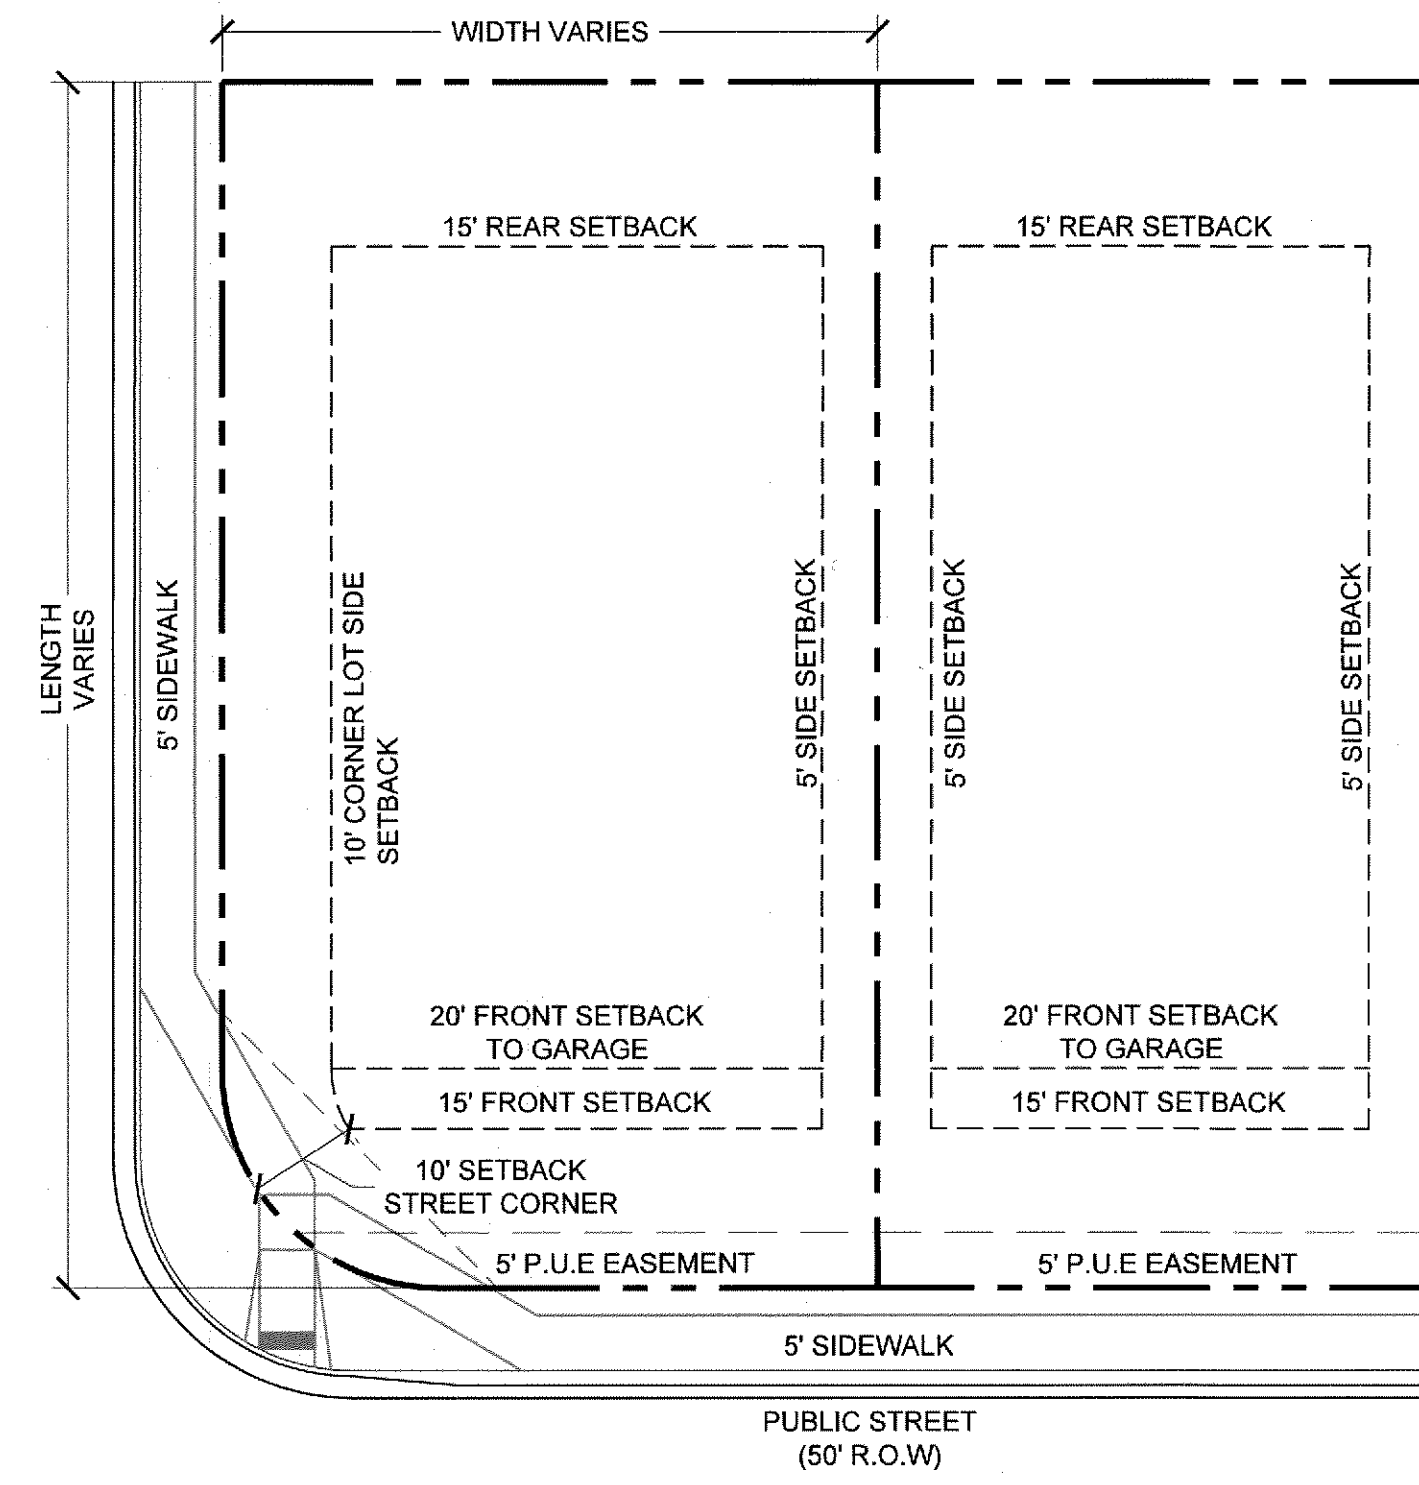 WIDTH VARIES
15' REAR SETBACK
15' REAR SETBACK
LENGTH
VARIES
5' SIDEWALK
10' CORNER LOT SIDE
SETBACK
5' SIDE SETBACK
5' SIDE SETBACK
5' SIDE SETBACK
20' FRONT SETBACK
TO GARAGE
20' FRONT SETBACK
TO GARAGE
15' FRONT SETBACK
15' FRONT SETBACK
10' SETBACK
STREET CORNER
5' P.U.E EASEMENT
5' P.U.E EASEMENT
5' SIDEWALK
PUBLIC STREET
(50' R.O.W)